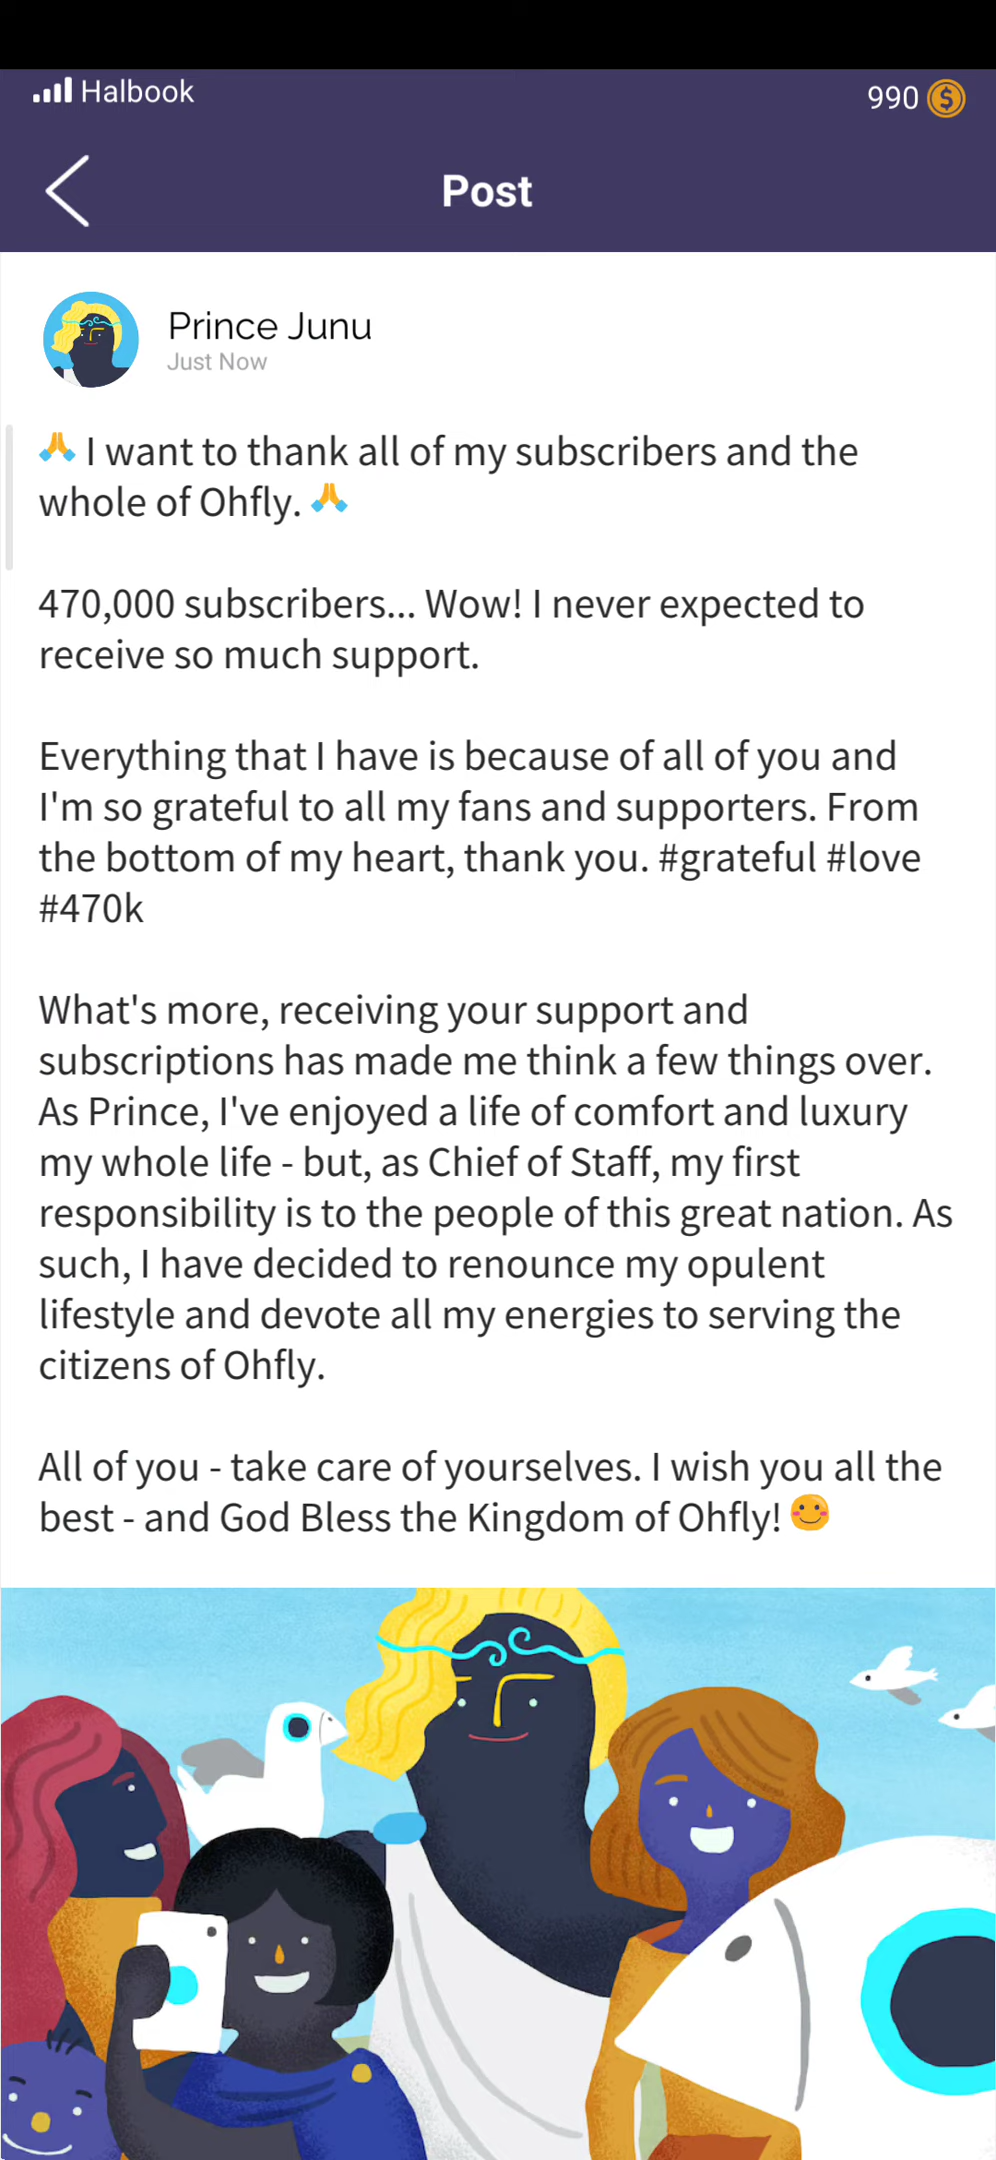 Halbook
990
Post
Prince Junu
Just Now
🙏 I want to thank all of my subscribers and the
whole of Ohfly. 🙏
470,000 subscribers... Wow! I never expected to
receive so much support.
Everything that I have is because of all of you and
I'm so grateful to all my fans and supporters. From
the bottom of my heart, thank you. #grateful #love
#470k
What's more, receiving your support and
subscriptions has made me think a few things over.
As Prince, I've enjoyed a life of comfort and luxury
my whole life - but, as Chief of Staff, my first
responsibility is to the people of this great nation. As
such, I have decided to renounce my opulent
lifestyle and devote all my energies to serving the
citizens of Ohfly.
All of you - take care of yourselves. I wish you all the
best - and God Bless the Kingdom of Ohfly! 😊